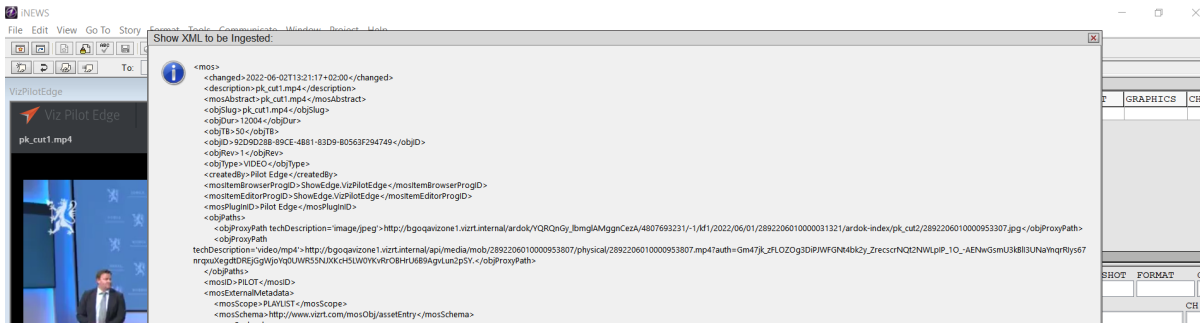 iNEWS
File Edit View Go To Story Format Tools Communicate Window Project Help
Show XML to be Ingested:
To:
VizPilotEdge
Viz Pilot Edge
pk_cut1.mp4
<mos>
<changed>2022-06-02T13:21:17+02:00</changed>
<description>pk_cut1.mp4</description>
<mosAbstract>pk_cut1.mp4</mosAbstract>
<objSlug>pk_cut1.mp4</objSlug>
<objDur>12004</objDur>
<objTB>50</objTB>
<objID>92D9D28B-89CE-4B81-83D9-B0563F294749</objID>
<objRev>1</objRev>
<objType>VIDEO</objType>
<createdBy>Pilot Edge</createdBy>
<mosItemBrowserProgID>ShowEdge.VizPilotEdge</mosItemBrowserProgID>
<mosItemEditorProgID>ShowEdge.VizPilotEdge</mosItemEditorProgID>
<mosPlugInID>Pilot Edge</mosPlugInID>
<objPaths>
<objProxyPath techDescription='image/jpeg'>http://bgoqavizone1.vizrt.internal/ardok/YQRQnGy_lbmglAMggnCezA/4807693231/-1/kf1/2022/06/01/2892206010000031321/ardok-index/pk_cut2/2892206010000953307.jpg</objProxyPath>
<objProxyPath
techDescription='video/mp4'>http://bgoqavizone1.vizrt.internal/api/media/mob/2892206010000953807/physical/2892206010000953807.mp4?auth=Gm47jk_zFLOZOg3DiPJWFGNt4bk2y_ZrecscrNQt2NWLpIP_1O_-AENwGsmU3kBli3UNaYnqrRIys67
nrqxuXegdtDREjGgWjoYq0UWR55NJXKcH5LW0YKvRrOBHrU6B9AgvLun2pSY.</objProxyPath>
</objPaths>
<mosID>PILOT</mosID>
<mosExternalMetadata>
<mosScope>PLAYLIST</mosScope>
<mosSchema>http://www.vizrt.com/mosObj/assetEntry</mosSchema>
GRAPHICS
FORMAT